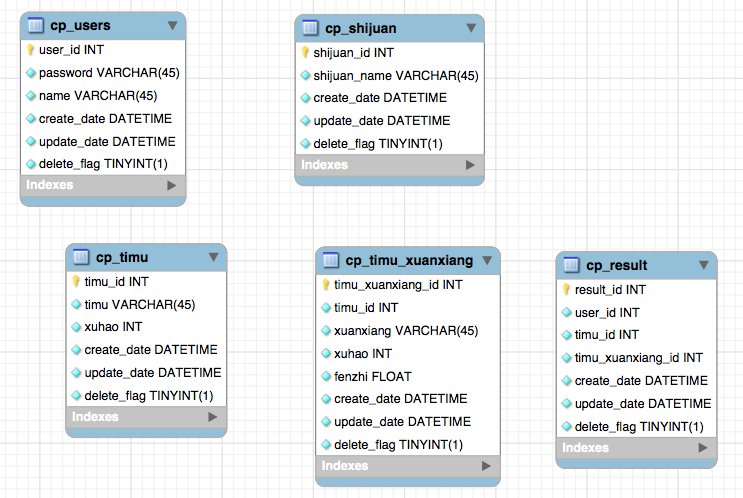 cp_users
user_id INT
password VARCHAR(45)
name VARCHAR(45)
create_date DATETIME
update_date DATETIME
delete_flag TINYINT(1)
Indexes
cp_shijuan
shijuan_id INT
shijuan_name VARCHAR(45)
create_date DATETIME
update_date DATETIME
delete_flag TINYINT(1)
Indexes
cp_timu
timu_id INT
timu VARCHAR(45)
xuhao INT
create_date DATETIME
update_date DATETIME
delete_flag TINYINT(1)
Indexes
cp_timu_xuanxiang
timu_xuanxiang_id INT
timu_id INT
xuanxiang VARCHAR(45)
xuhao INT
fenzhi FLOAT
create_date DATETIME
update_date DATETIME
delete_flag TINYINT(1)
Indexes
cp_result
result_id INT
user_id INT
timu_id INT
timu_xuanxiang_id INT
create_date DATETIME
update_date DATETIME
delete_flag TINYINT(1)
Indexes